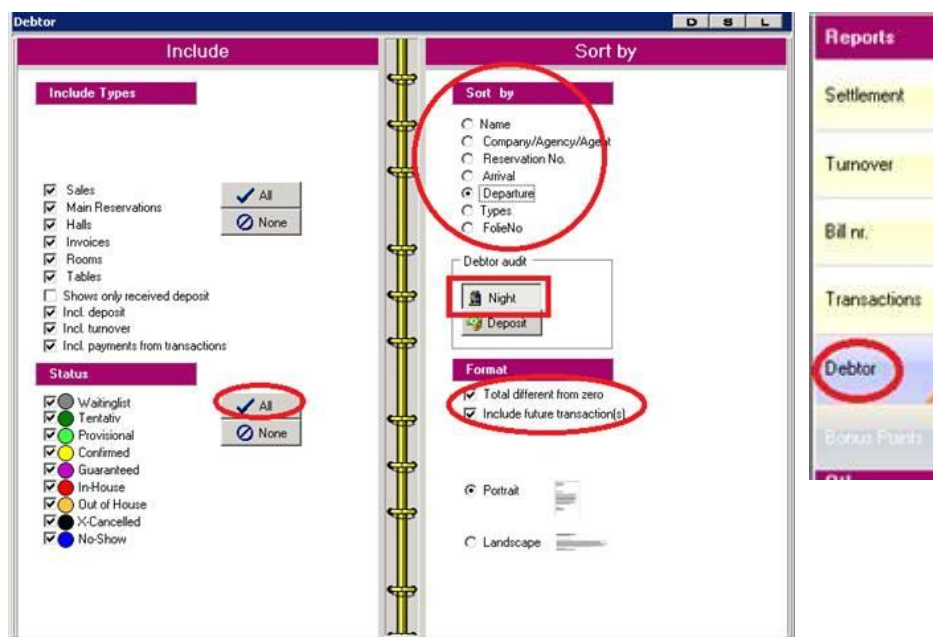 Debtor
D S L
Include
Include Types
Sales
Main Reservations
Halls
Invoices
Rooms
Tables
Shows only received deposit
Incl. deposit
Incl. turnover
Incl. payments from transactions
All
None
Status
Waitinglist
Tentativ
Provisional
Confirmed
Guaranteed
In-House
Out of House
X-Cancelled
No-Show
All
None
Sort by
Sort by
Name
Company/Agency/Agent
Reservation No.
Arrival
Departure
Types
FolieNo
Debtor audit
Night
Deposit
Format
Total different from zero
Include future transaction(s)
Portrait
Landscape
Reports
Settlement
Turnover
Bill nr.
Transactions
Debtor
Bonus Points